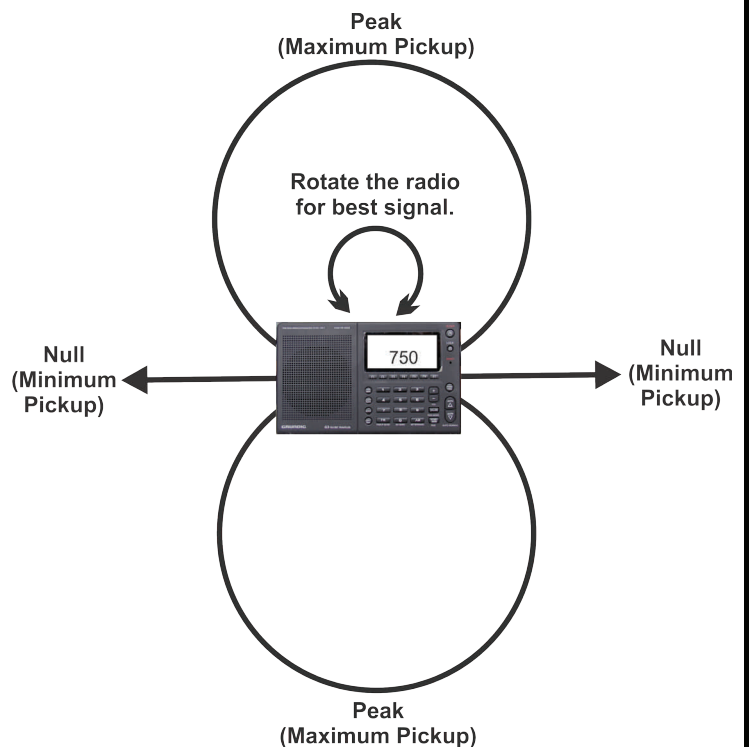 Peak
(Maximum Pickup)
Rotate the radio
for best signal.
750
Null
(Minimum
Pickup)
Null
(Minimum
Pickup)
GRUNDIG
Peak
(Maximum Pickup)